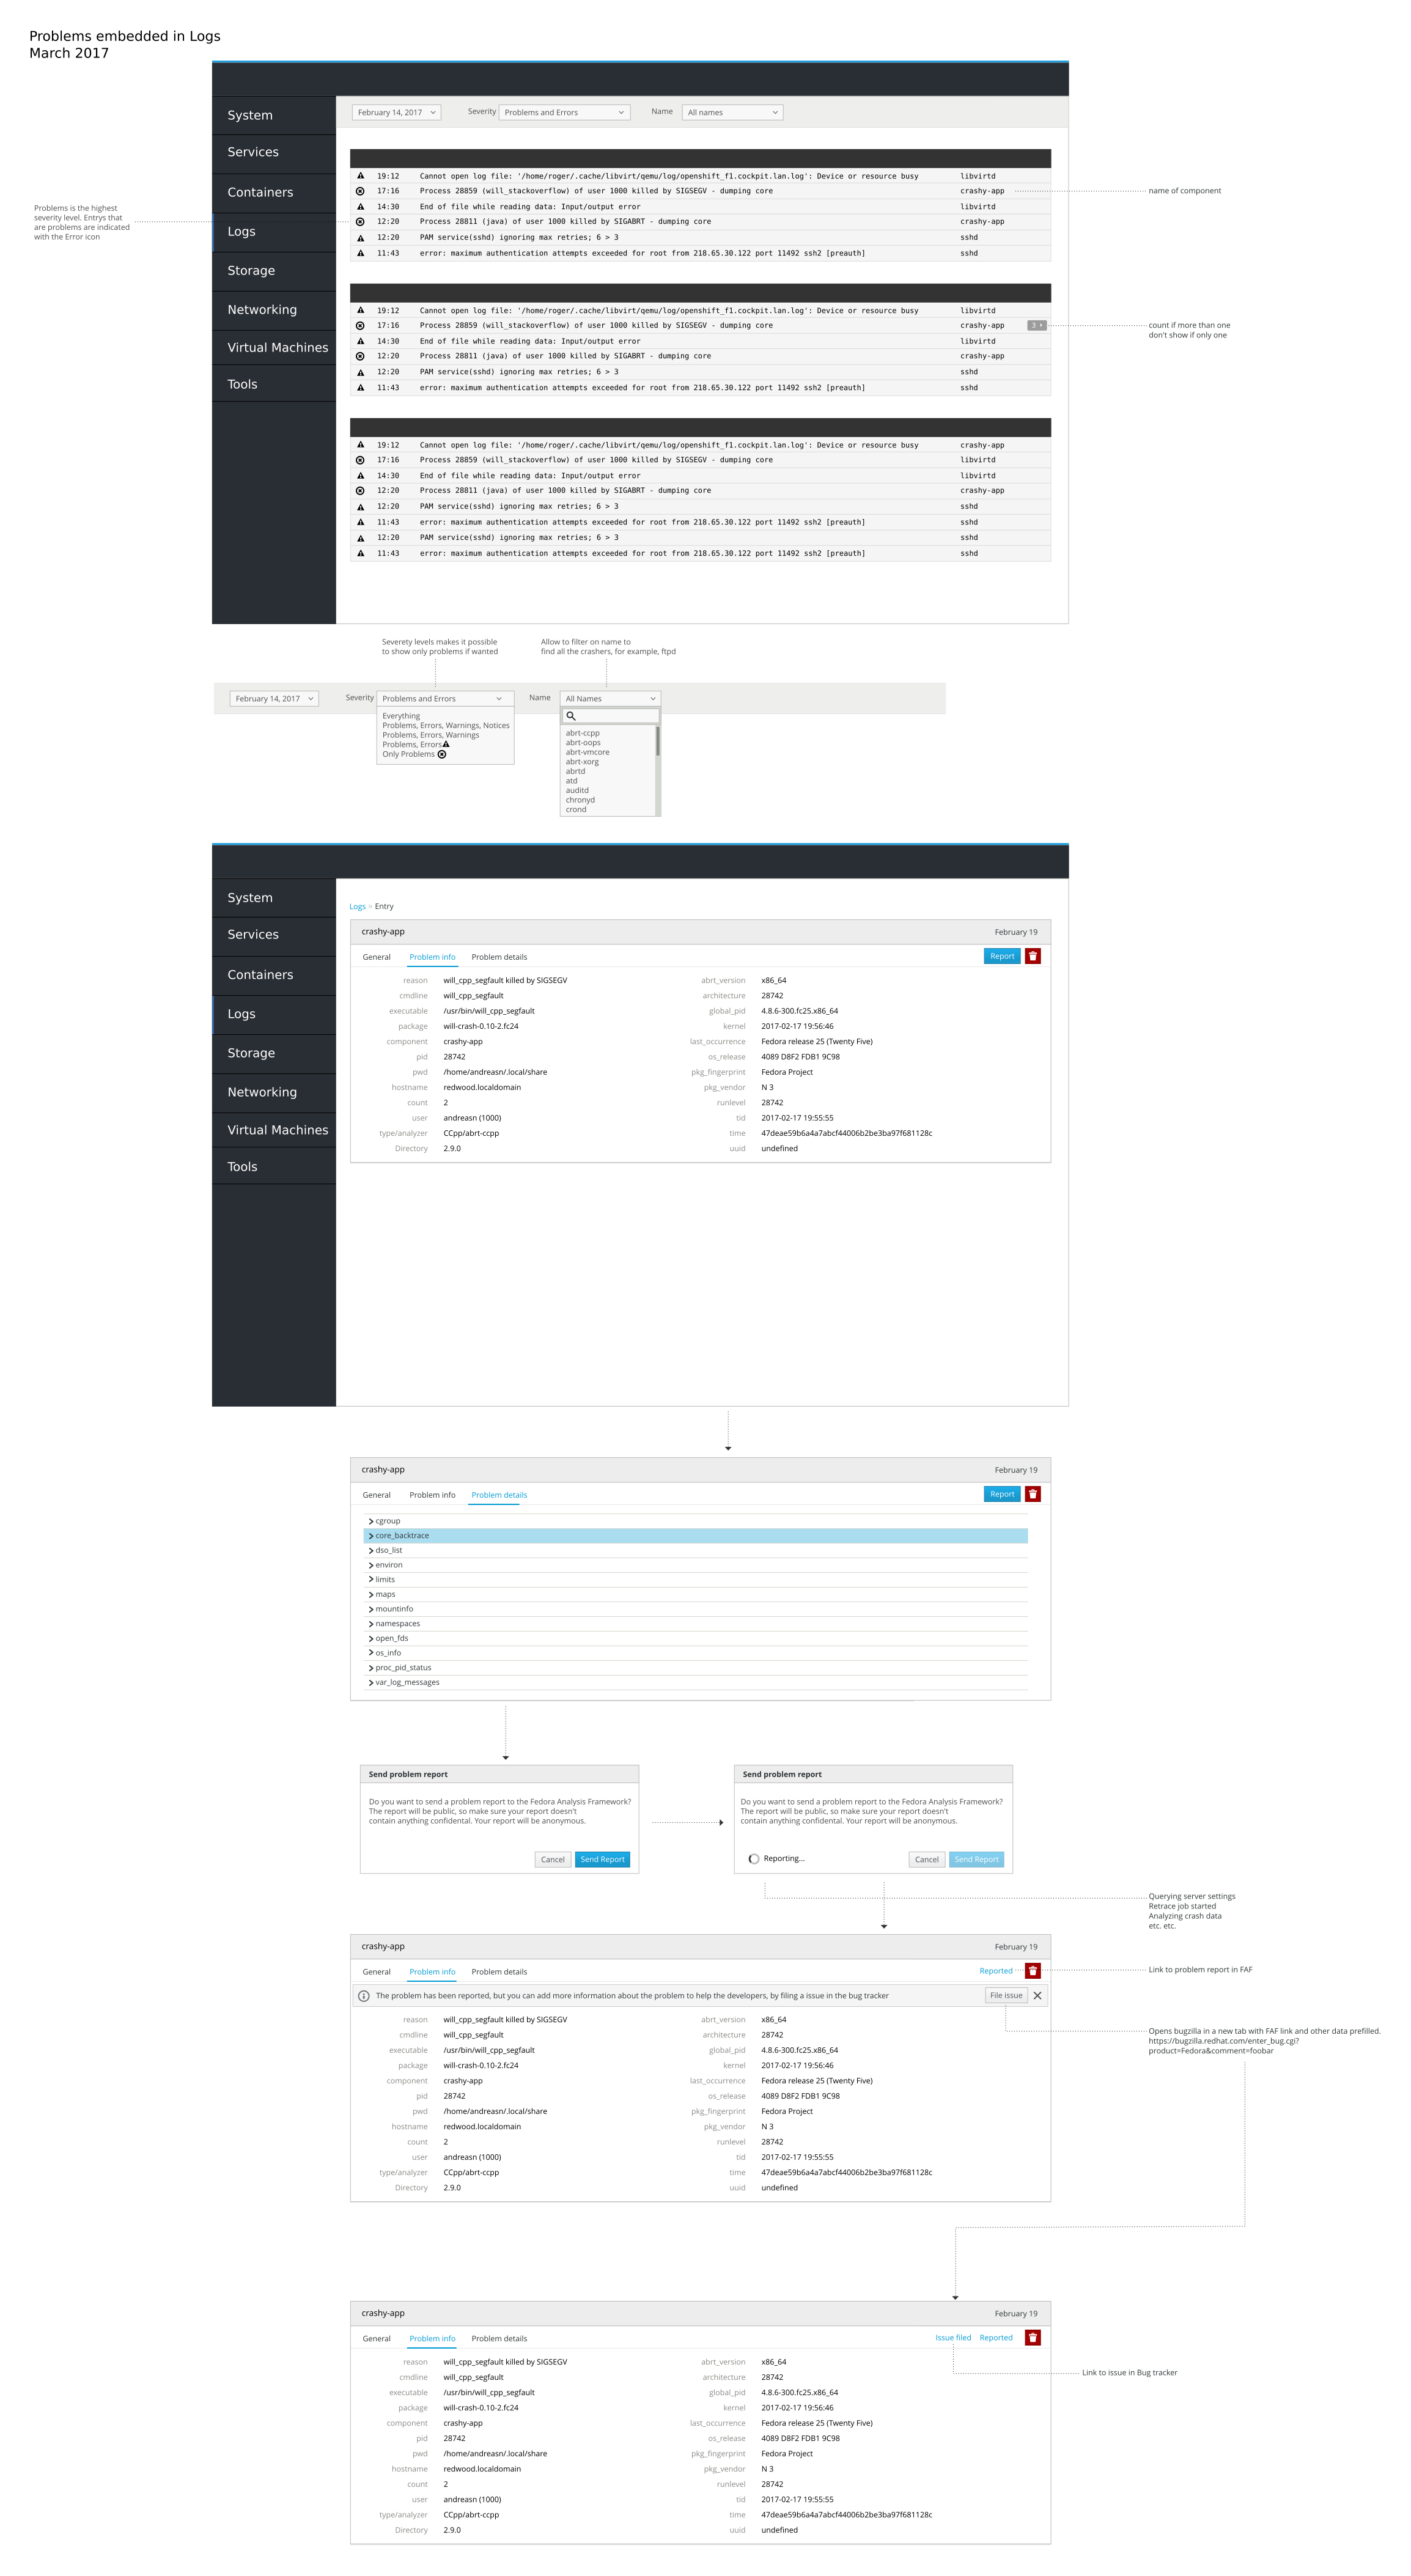 Problems embedded in Logs
March 2017
System
Services
Containers
Logs
Storage
Networking
Virtual Machines
Tools
February 14, 2017 Severity Problems and Errors Name All names
19:12 Cannot open log file: '/home/roger/.cache/libvirt/qemu/log/openshift_f1.cockpit.lan.log': Device or resource busy libvirtd
17:16 Process 28859 (will_stackoverflow) of user 1000 killed by SIGSEGV - dumping core crashy-app
14:30 End of file while reading data: Input/output error libvirtd
12:20 Process 28811 (java) of user 1000 killed by SIGABRT - dumping core crashy-app
12:20 PAM service(sshd) ignoring max retries; 6 > 3 sshd
11:43 error: maximum authentication attempts exceeded for root from 218.65.30.122 port 11492 ssh2 [preauth] sshd
name of component
Problems is the highest
severity level. Entrys that
are problems are indicated
with the Error icon
19:12 Cannot open log file: '/home/roger/.cache/libvirt/qemu/log/openshift_f1.cockpit.lan.log': Device or resource busy libvirtd
17:16 Process 28859 (will_stackoverflow) of user 1000 killed by SIGSEGV - dumping core crashy-app 3
14:30 End of file while reading data: Input/output error libvirtd
12:20 Process 28811 (java) of user 1000 killed by SIGABRT - dumping core crashy-app
12:20 PAM service(sshd) ignoring max retries; 6 > 3 sshd
11:43 error: maximum authentication attempts exceeded for root from 218.65.30.122 port 11492 ssh2 [preauth] sshd
count if more than one
don't show if only one
19:12 Cannot open log file: '/home/roger/.cache/libvirt/qemu/log/openshift_f1.cockpit.lan.log': Device or resource busy crashy-app
17:16 Process 28859 (will_stackoverflow) of user 1000 killed by SIGSEGV - dumping core libvirtd
14:30 End of file while reading data: Input/output error libvirtd
12:20 Process 28811 (java) of user 1000 killed by SIGABRT - dumping core crashy-app
12:20 PAM service(sshd) ignoring max retries; 6 > 3 sshd
11:43 error: maximum authentication attempts exceeded for root from 218.65.30.122 port 11492 ssh2 [preauth] sshd
12:20 PAM service(sshd) ignoring max retries; 6 > 3 sshd
11:43 error: maximum authentication attempts exceeded for root from 218.65.30.122 port 11492 ssh2 [preauth] sshd
Severety levels makes it possible
to show only problems if wanted
Allow to filter on name to
find all the crashers, for example, ftpd
February 14, 2017 Severity Problems and Errors Name All Names
Everything
Problems, Errors, Warnings, Notices
Problems, Errors, Warnings
Problems, Errors
Only Problems
abrt-ccpp
abrt-oops
abrt-vmcore
abrt-xorg
abrtd
atd
auditd
chronyd
crond
System
Services
Containers
Logs
Storage
Networking
Virtual Machines
Tools
Logs » Entry
crashy-app February 19
General Problem info Problem details Report
reason will_cpp_segfault killed by SIGSEGV abrt_version x86_64
cmdline will_cpp_segfault architecture 28742
executable /usr/bin/will_cpp_segfault global_pid 4.8.6-300.fc25.x86_64
package will-crash-0.10-2.fc24 kernel 2017-02-17 19:56:46
component crashy-app last_occurrence Fedora release 25 (Twenty Five)
pid 28742 os_release 4089 D8F2 FDB1 9C98
pwd /home/andreasn/.local/share pkg_fingerprint Fedora Project
hostname redwood.localdomain pkg_vendor N 3
count 2 runlevel 28742
user andreasn (1000) tid 2017-02-17 19:55:55
type/analyzer CCpp/abrt-ccpp time 47deae59b6a4a7abcf44006b2be3ba97f681128c
Directory 2.9.0 uuid undefined
crashy-app February 19
General Problem info Problem details Report
cgroup
core_backtrace
dso_list
environ
limits
maps
mountinfo
namespaces
open_fds
os_info
proc_pid_status
var_log_messages
Send problem report
Do you want to send a problem report to the Fedora Analysis Framework?
The report will be public, so make sure your report doesn't
contain anything confidental. Your report will be anonymous.
Cancel Send Report
Send problem report
Do you want to send a problem report to the Fedora Analysis Framework?
The report will be public, so make sure your report doesn't
contain anything confidental. Your report will be anonymous.
Reporting... Cancel Send Report
Querying server settings
Retrace job started
Analyzing crash data
etc. etc.
crashy-app February 19
General Problem info Problem details Reported
Link to problem report in FAF
The problem has been reported, but you can add more information about the problem to help the developers, by filing a issue in the bug tracker File issue
Opens bugzilla in a new tab with FAF link and other data prefilled.
https://bugzilla.redhat.com/enter_bug.cgi?
product=Fedora&comment=foobar
reason will_cpp_segfault killed by SIGSEGV abrt_version x86_64
cmdline will_cpp_segfault architecture 28742
executable /usr/bin/will_cpp_segfault global_pid 4.8.6-300.fc25.x86_64
package will-crash-0.10-2.fc24 kernel 2017-02-17 19:56:46
component crashy-app last_occurrence Fedora release 25 (Twenty Five)
pid 28742 os_release 4089 D8F2 FDB1 9C98
pwd /home/andreasn/.local/share pkg_fingerprint Fedora Project
hostname redwood.localdomain pkg_vendor N 3
count 2 runlevel 28742
user andreasn (1000) tid 2017-02-17 19:55:55
type/analyzer CCpp/abrt-ccpp time 47deae59b6a4a7abcf44006b2be3ba97f681128c
Directory 2.9.0 uuid undefined
crashy-app February 19
General Problem info Problem details Issue filed Reported
Link to issue in Bug tracker
reason will_cpp_segfault killed by SIGSEGV abrt_version x86_64
cmdline will_cpp_segfault architecture 28742
executable /usr/bin/will_cpp_segfault global_pid 4.8.6-300.fc25.x86_64
package will-crash-0.10-2.fc24 kernel 2017-02-17 19:56:46
component crashy-app last_occurrence Fedora release 25 (Twenty Five)
pid 28742 os_release 4089 D8F2 FDB1 9C98
pwd /home/andreasn/.local/share pkg_fingerprint Fedora Project
hostname redwood.localdomain pkg_vendor N 3
count 2 runlevel 28742
user andreasn (1000) tid 2017-02-17 19:55:55
type/analyzer CCpp/abrt-ccpp time 47deae59b6a4a7abcf44006b2be3ba97f681128c
Directory 2.9.0 uuid undefined